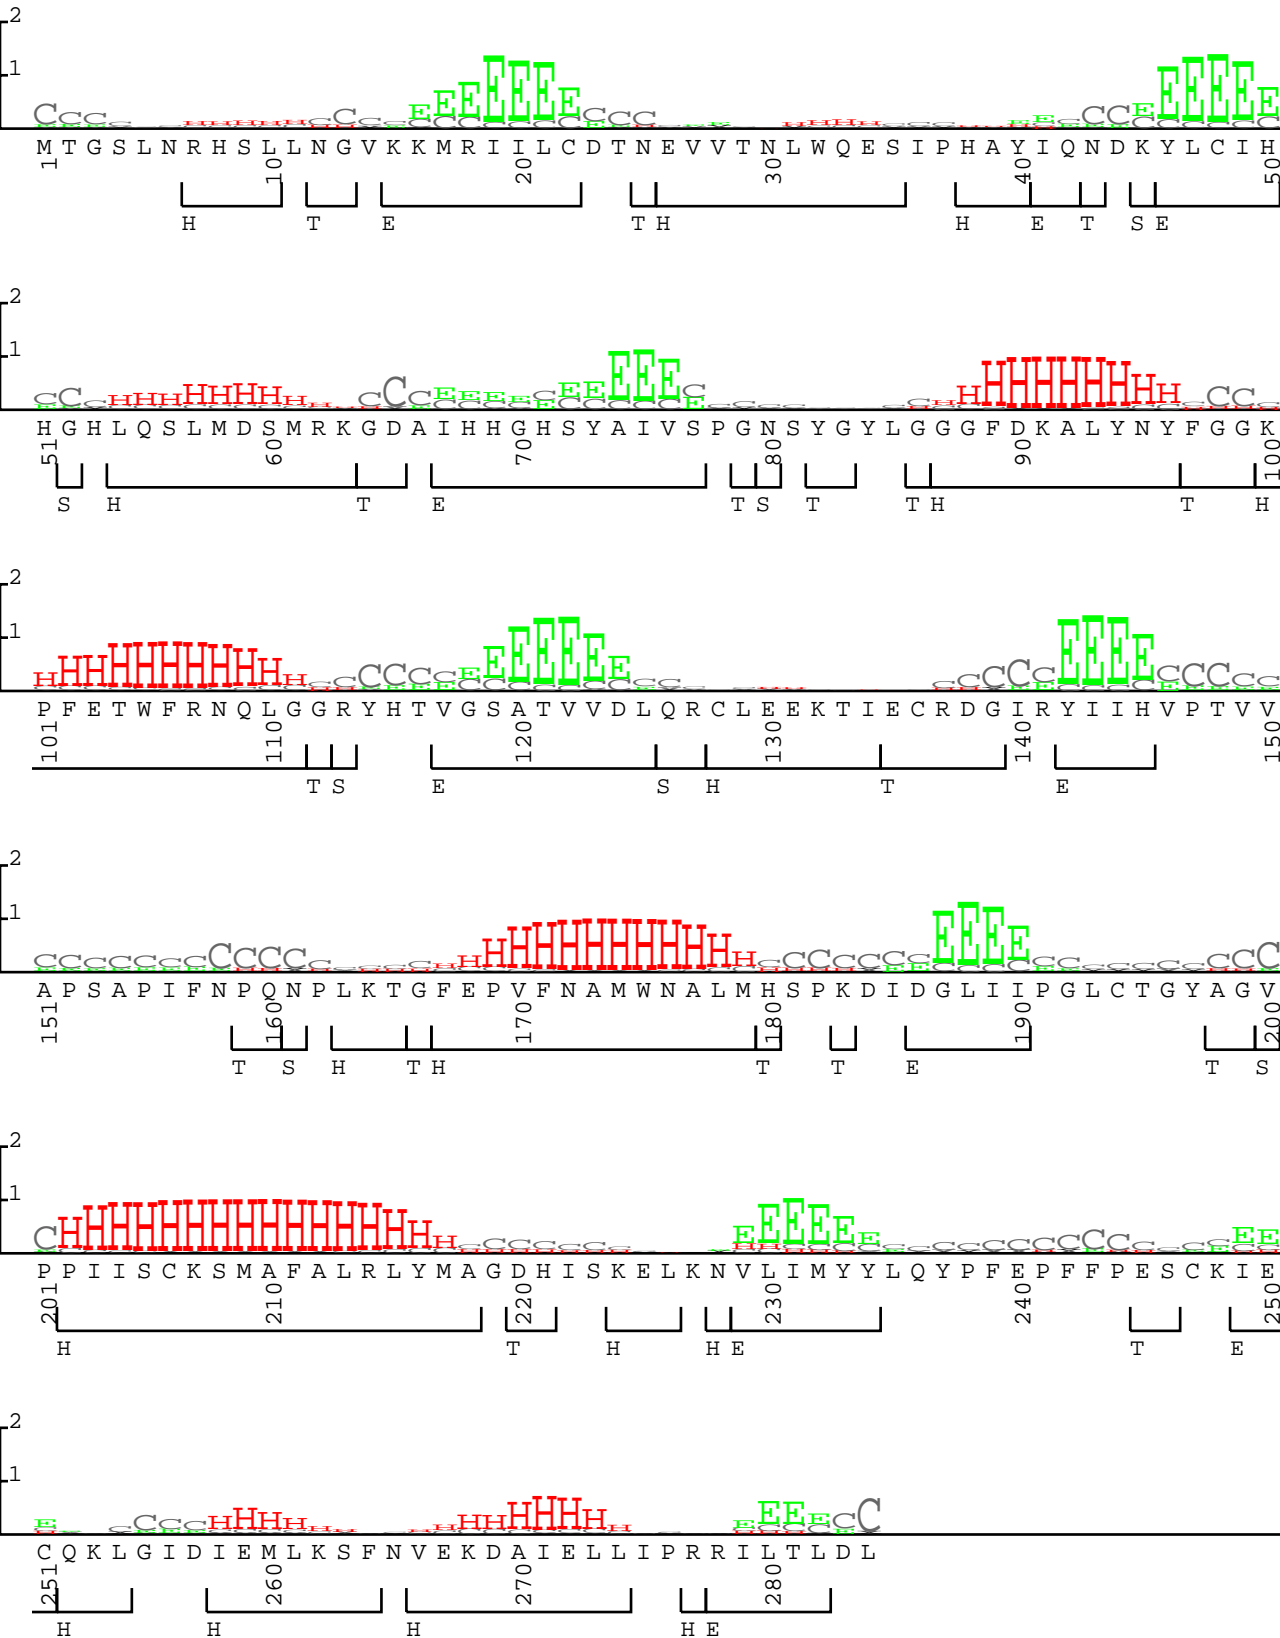 2
1
M T G S L N R H S L L N G V K K M R I I L C D T N E V V T N L W Q E S I P H A Y I Q N D K Y L C I H
1 10 20 30 40 50
H T E T H H E T S E
2
1
H G H L Q S L M D S M R K G D A I H H G H S Y A I V S P G N S Y G Y L G G G F D K A L Y N Y F G G K
51 60 70 80 90 100
S H T E T S T T H T H
2
1
P F E T W F R N Q L G G R Y H T V G S A T V V D L Q R C L E E K T I E C R D G I R Y I I H V P T V V
101 110 120 130 140 150
T S E S H T E
2
1
A P S A P I F N P Q N P L K T G F E P V F N A M W N A L M H S P K D I D G L I I P G L C T G Y A G V
151 160 170 180 190 200
T S H T H T T E T S
2
1
P P I I S C K S M A F A L R L Y M A G D H I S K E L K N V L I M Y Y L Q Y P F E P F F P E S C K I E
201 210 220 230 240 250
H T H H E T E
2
1
C Q K L G I D I E M L K S F N V E K D A I E L L I P R R I L T L D L
251 260 270 280
H H H H E